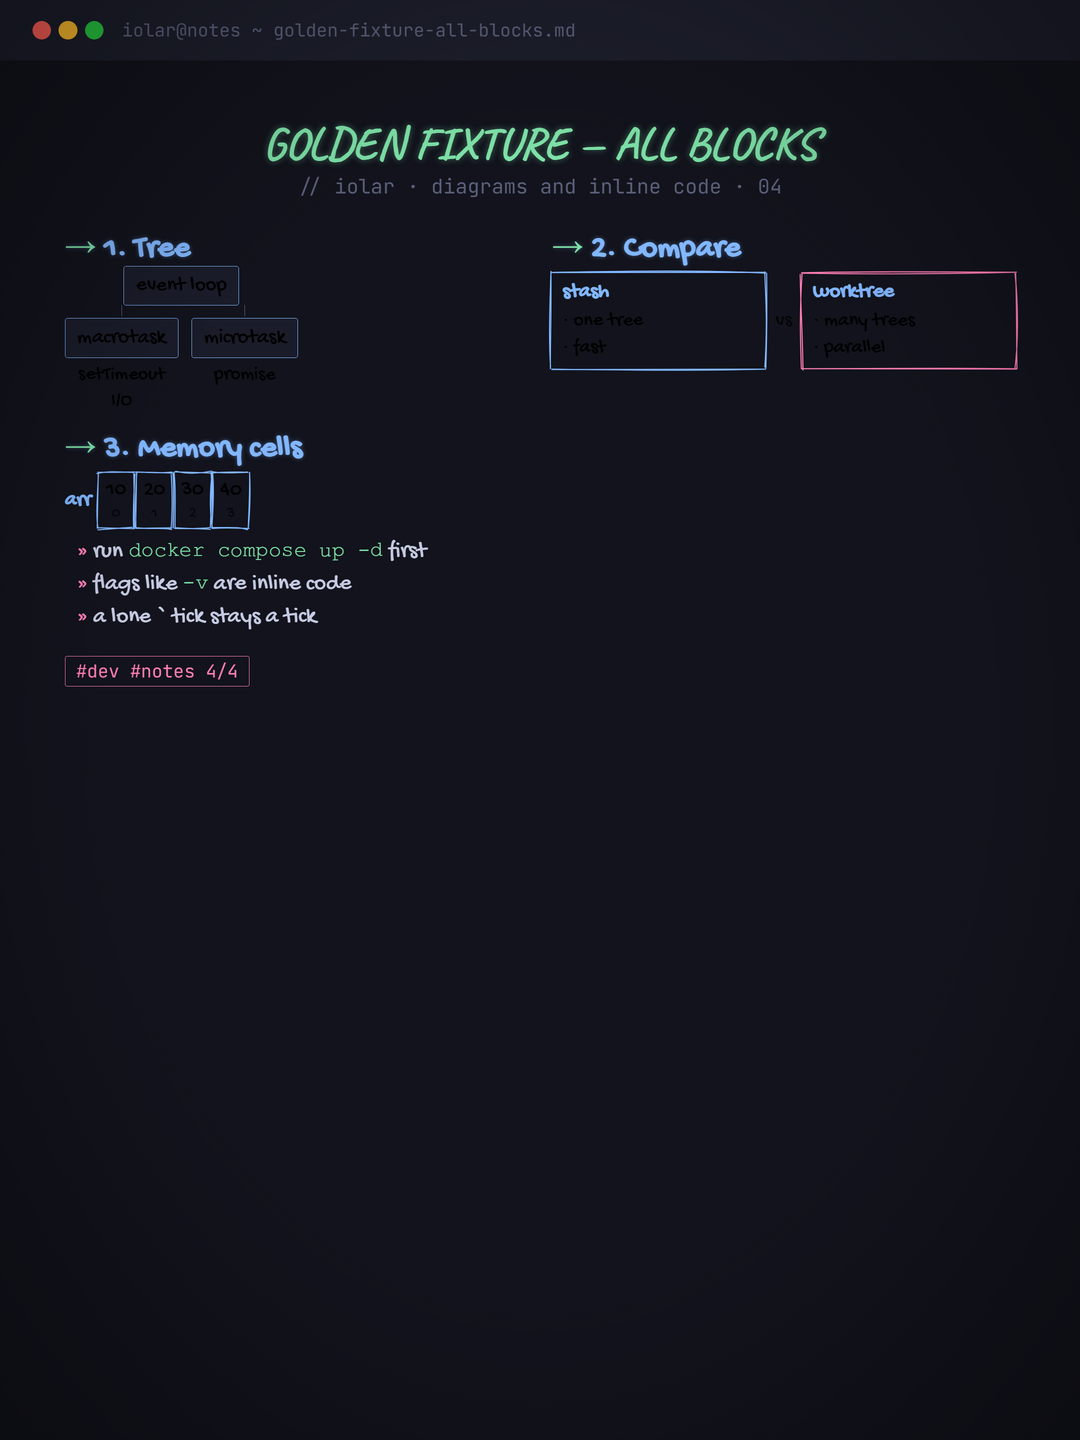 iolar@notes ~ golden-fixture-all-blocks.md
GOLDEN FIXTURE — ALL BLOCKS
// iolar · diagrams and inline code · 04
→ 1. Tree
event loop
macrotask microtask
setTimeout promise
I/O
→ 2. Compare
stash
· one tree
· fast
vs
worktree
· many trees
· parallel
→ 3. Memory cells
arr 10 20 30 40
0 1 2 3
» run docker compose up -d first
» flags like -v are inline code
» a lone ` tick stays a tick
#dev #notes 4/4